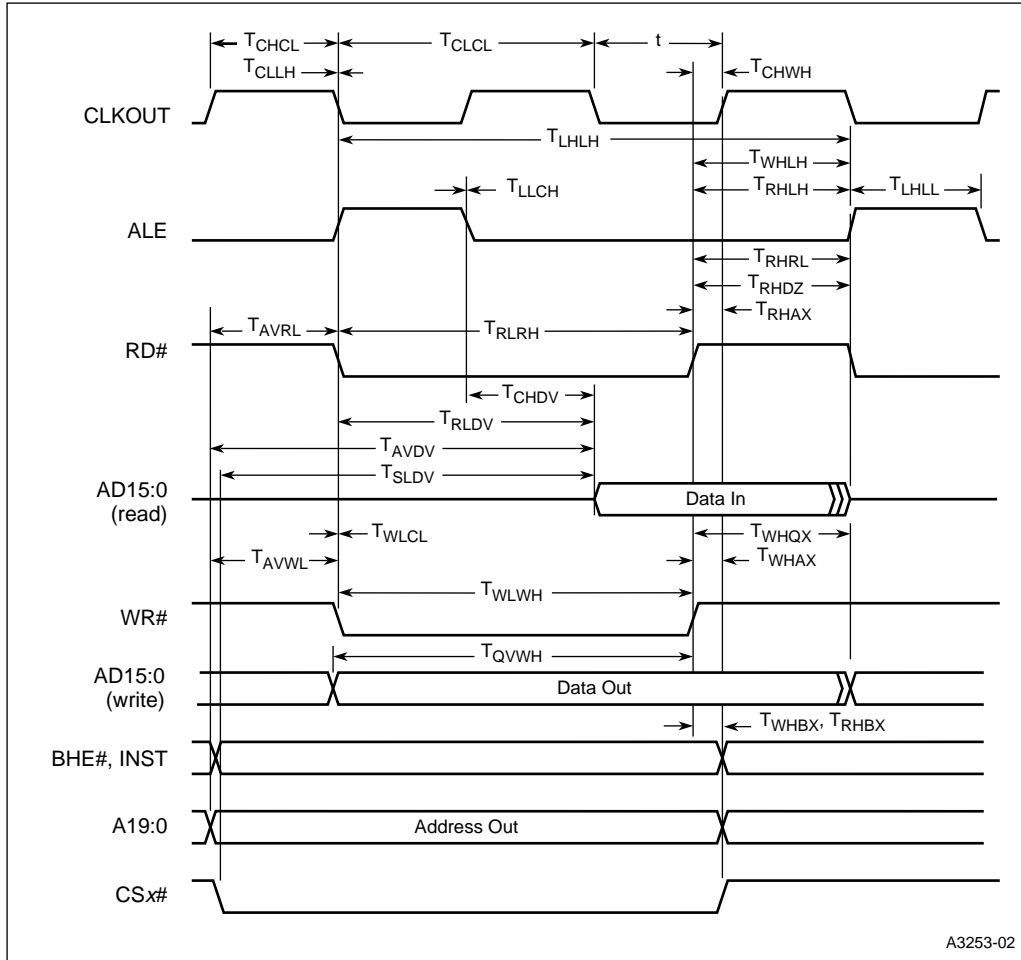 TCHCL TCLCL t
TCLLH TCHWH
CLKOUT
TLHLH
TWHLH
TLLCH TRHLH TLHLL
ALE
TRHRL
TRHDZ
TAVRL TRLRH TRHAX
RD#
TCHDV
TRLDV
TAVDV
TSLDV
AD15:0 Data In
(read)
TWLCL TWHQX
TAVWL TWHAX
TWLWH
WR#
TQVWH
AD15:0 Data Out
(write)
TWHBX, TRHBX
BHE#, INST
A19:0 Address Out
CSx#
A3253-02